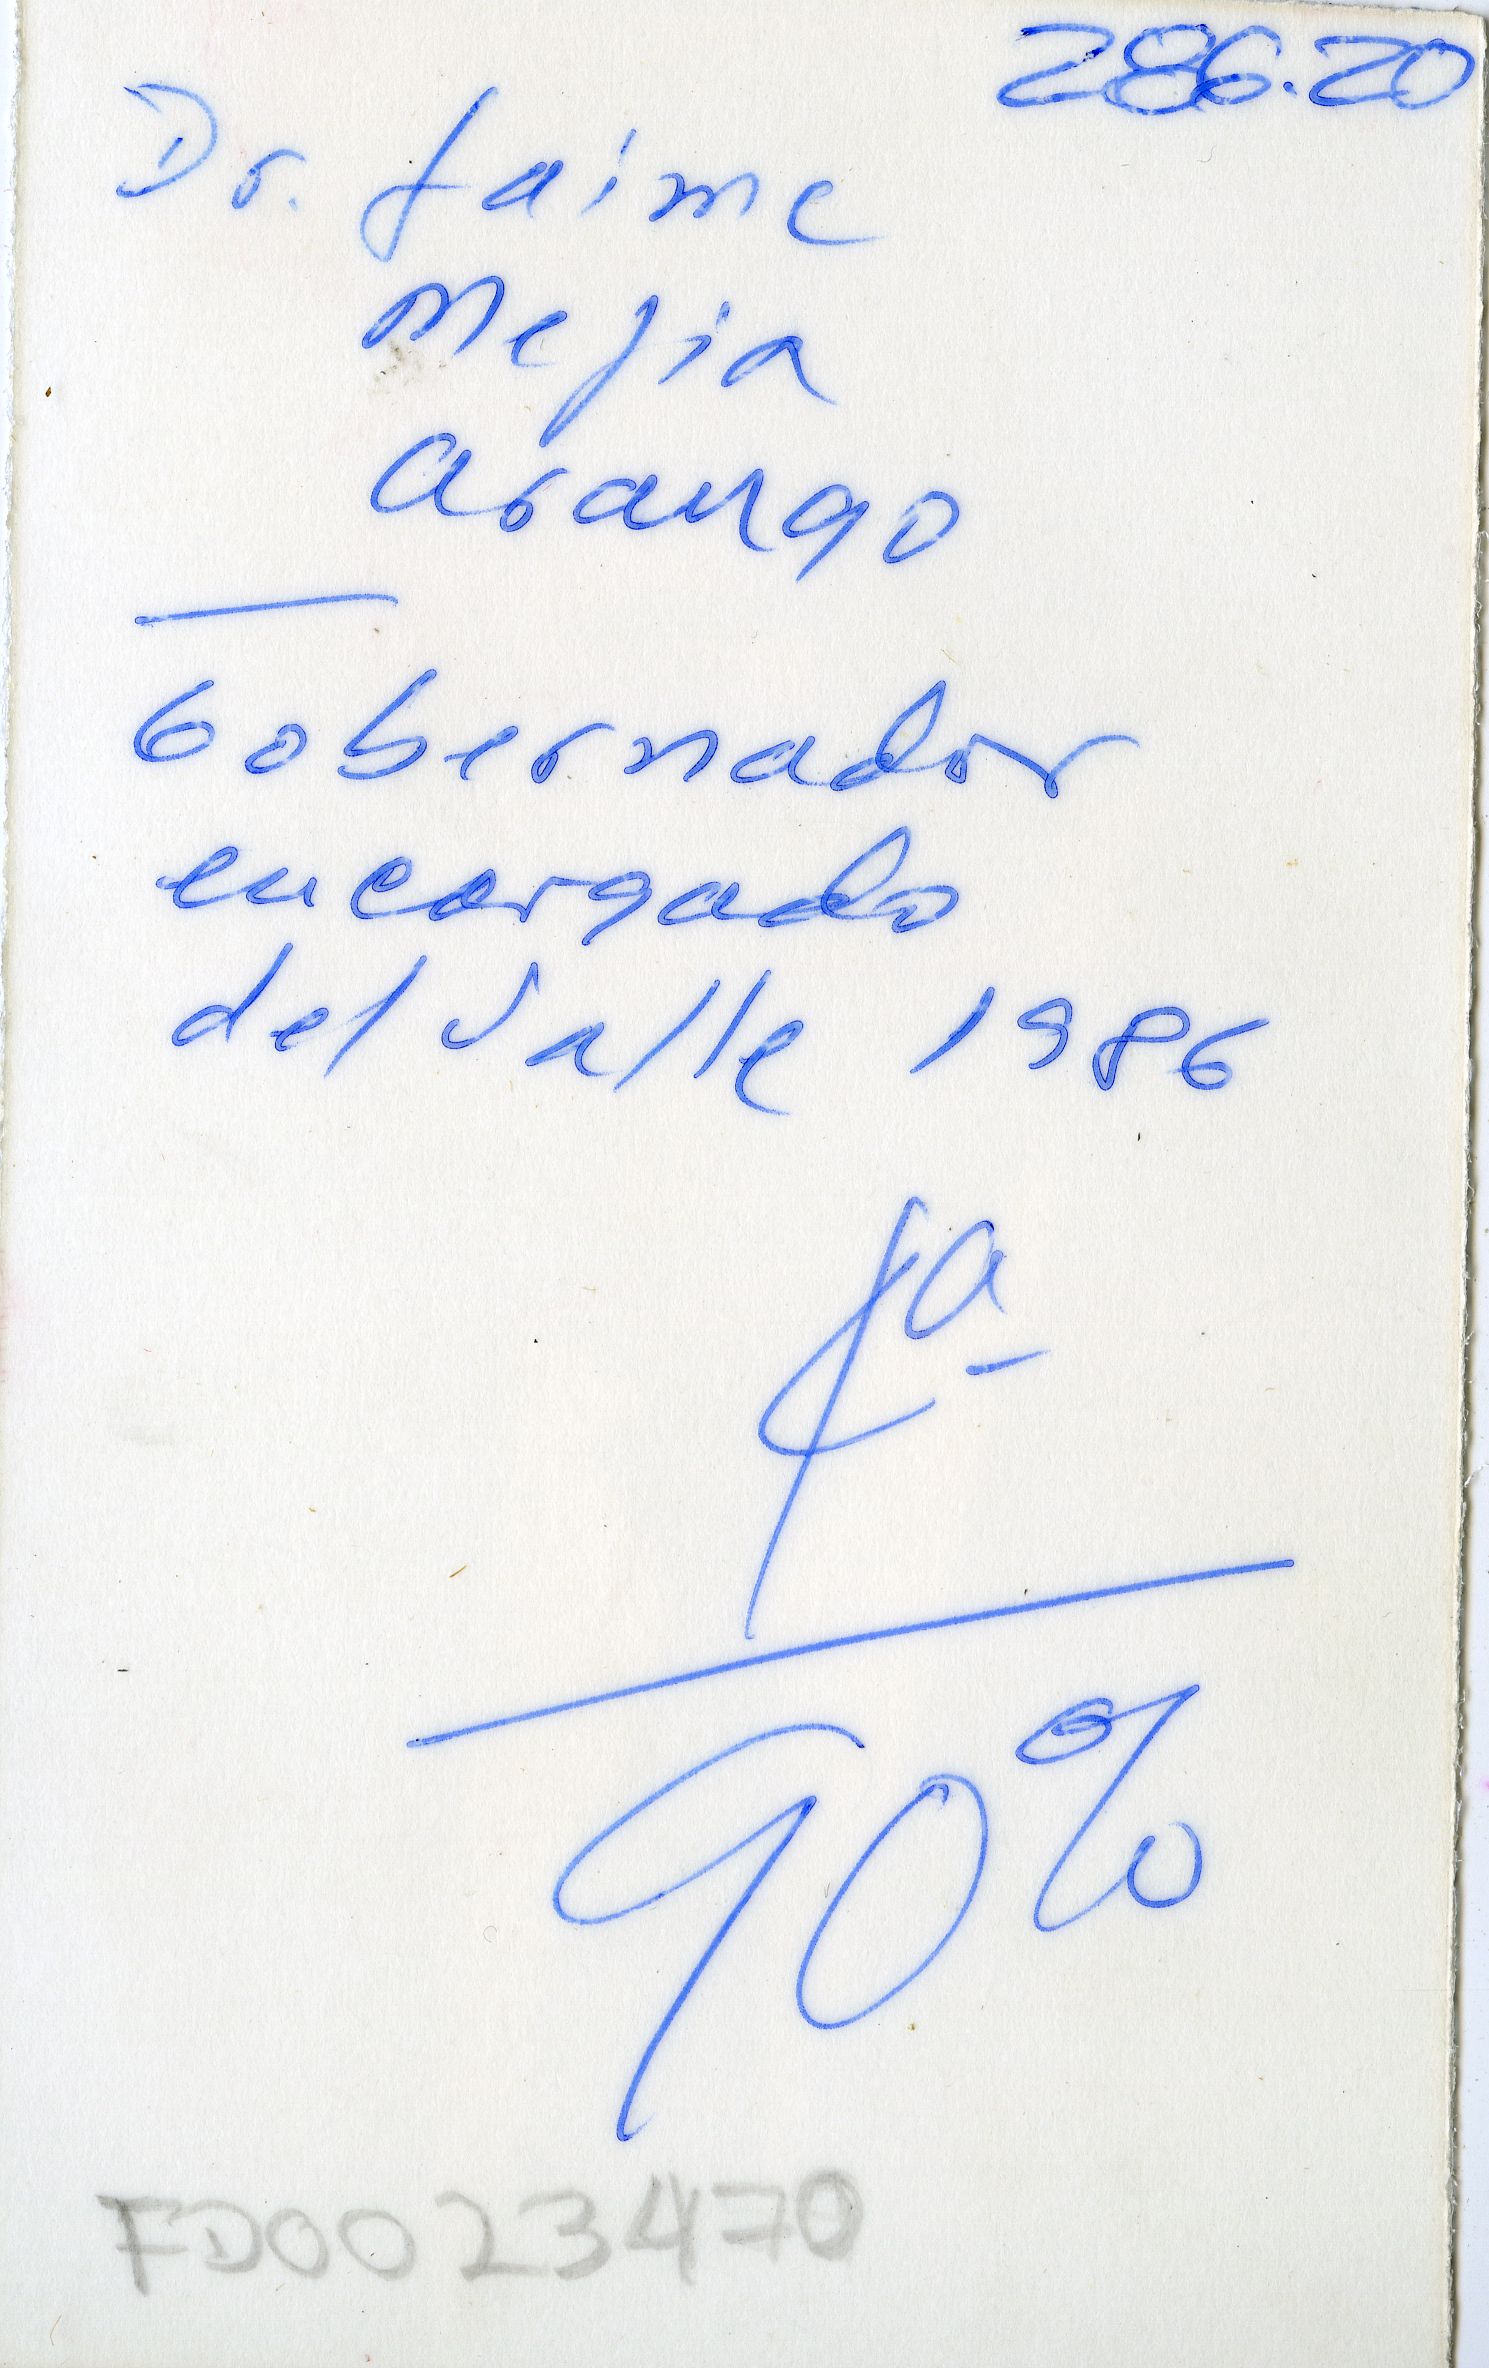 286.20
Dr. Jaime
Mejia
Arango
Gobernador
encargado
del Valle 1986
90%
FD0023470